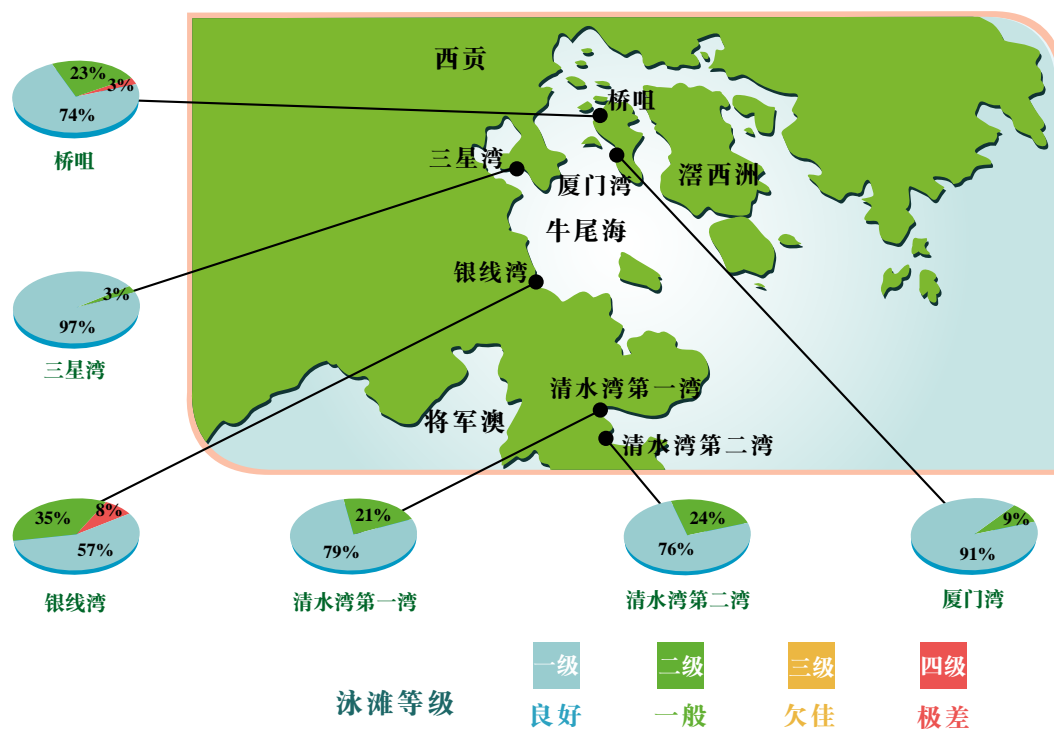 西贡
23%
3%
74%
桥咀
桥咀
三星湾
厦门湾
滘西洲
牛尾海
银线湾
3%
97%
三星湾
清水湾第一湾
将军澳
清水湾第二湾
35%
8%
57%
银线湾
21%
79%
清水湾第一湾
24%
76%
清水湾第二湾
9%
91%
厦门湾
泳滩等级
一级
二级
三级
四级
良好
一般
欠佳
极差